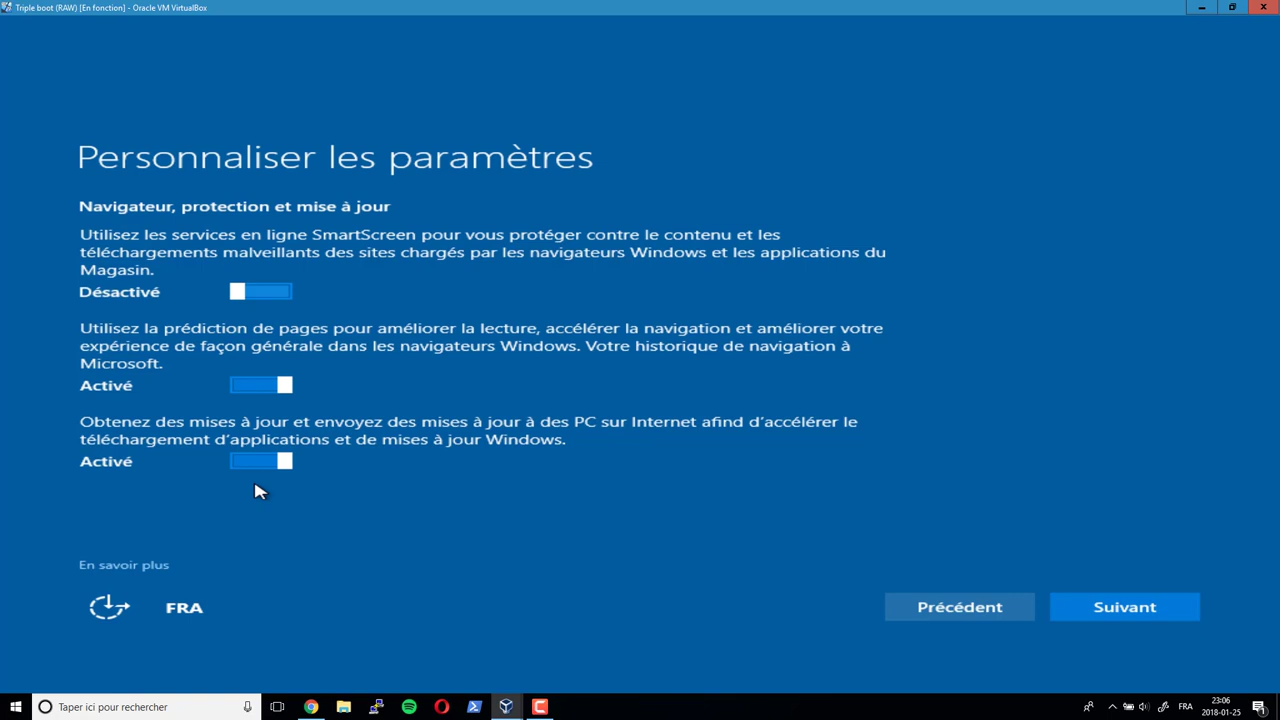 Triple boot (RAW) [En fonction] - Oracle VM VirtualBox
Personnaliser les paramètres
Navigateur, protection et mise à jour
Utilisez les services en ligne SmartScreen pour vous protéger contre le contenu et les
téléchargements malveillants des sites chargés par les navigateurs Windows et les applications du
Magasin.
Désactivé
Utilisez la prédiction de pages pour améliorer la lecture, accélérer la navigation et améliorer votre
expérience de façon générale dans les navigateurs Windows. Votre historique de navigation à
Microsoft.
Activé
Obtenez des mises à jour et envoyez des mises à jour à des PC sur Internet afind’accélérer le
téléchargement d’applications et de mises à jour Windows.
Activé
En savoir plus
FRA
Précédent
Suivant
Taper ici pour rechercher
FRA
23:06
2018-01-25
1